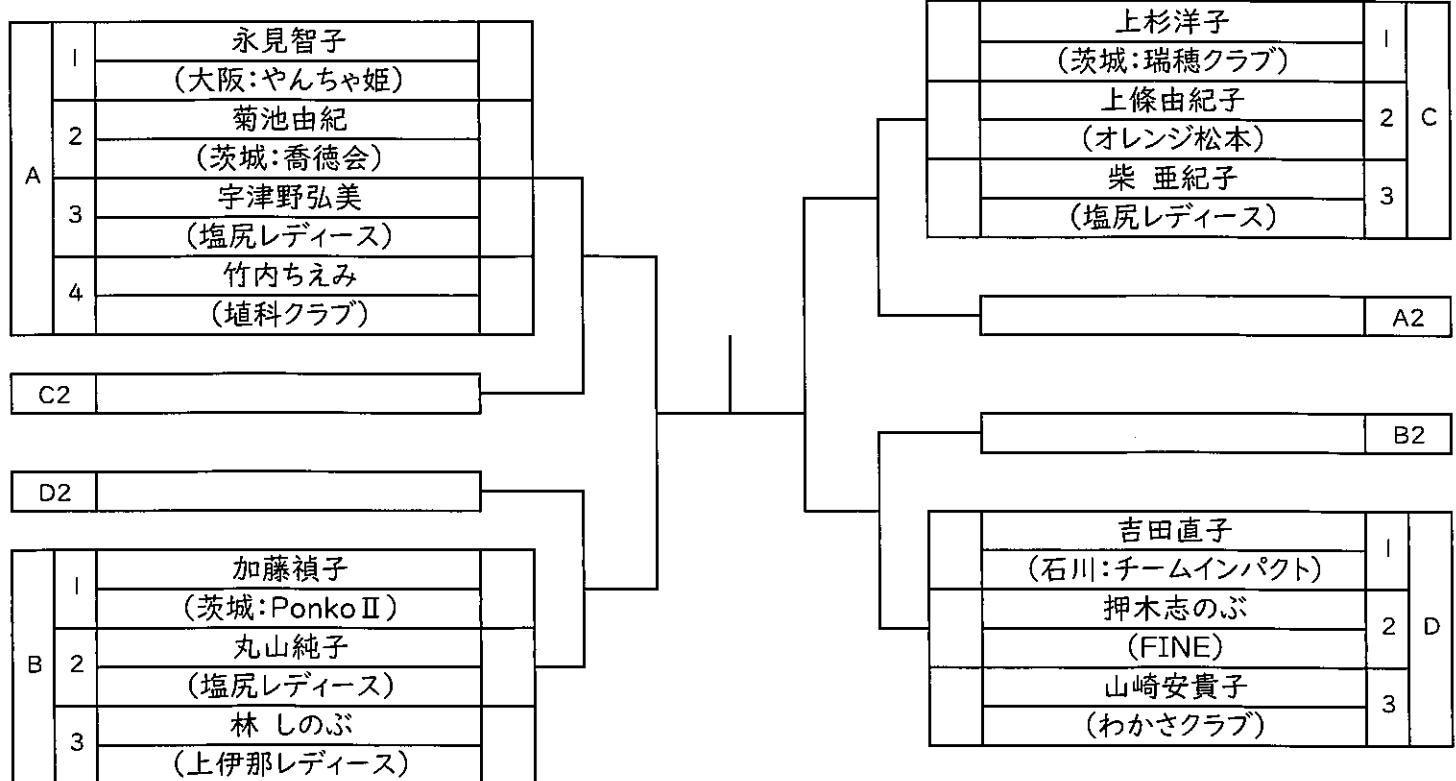 A
1
永見智子
(大阪:やんちゃ姫)
2
菊池由紀
(茨城:喬徳会)
3
宇津野弘美
(塩尻レディース)
4
竹内ちえみ
(埴科クラブ)
C2
D2
B
1
加藤禎子
(茨城:PonkoⅡ)
2
丸山純子
(塩尻レディース)
3
林 しのぶ
(上伊那レディース)
C
上杉洋子
1
(茨城:瑞穂クラブ)
上條由紀子
2
(オレンジ松本)
柴 亜紀子
3
(塩尻レディース)
A2
B2
D
吉田直子
1
(石川:チームインパクト)
押木志のぶ
2
(FINE)
山崎安貴子
3
(わかさクラブ)